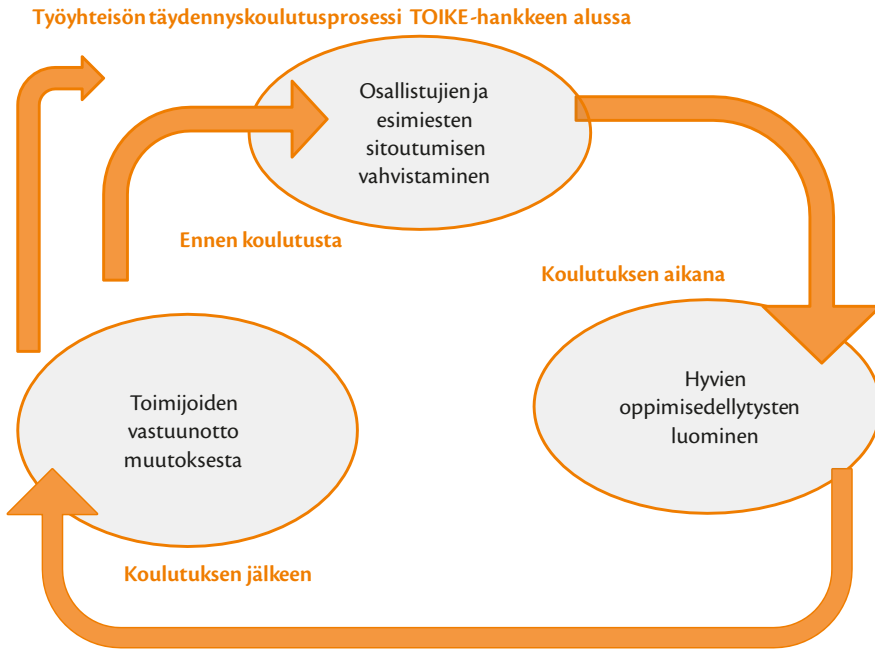 Työyhteisön täydennyskoulutusprosessi TOIKE-hankkeen alussa
Osallistujien ja
esimiesten
sitoutumisen
vahvistaminen
Ennen koulutusta
Koulutuksen aikana
Hyvien
oppimisedellytysten
luominen
Toimijoiden
vastuunotto
muutoksesta
Koulutuksen jälkeen